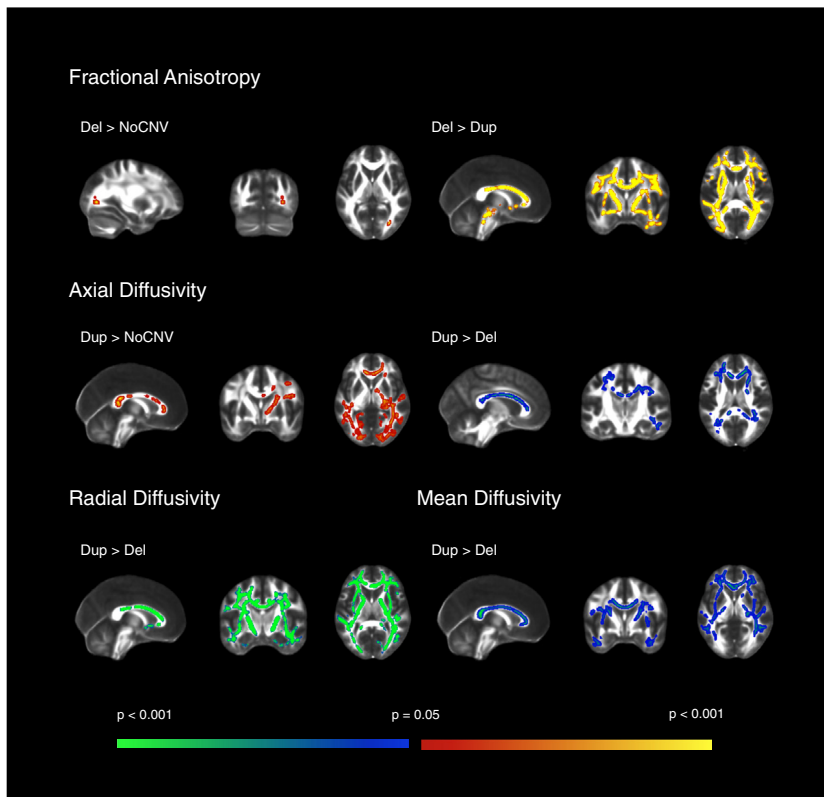 Fractional Anisotropy
Del > NoCNV
Del > Dup
Axial Diffusivity
Dup > NoCNV
Dup > Del
Radial Diffusivity
Mean Diffusivity
Dup > Del
Dup > Del
p < 0.001
p = 0.05
p < 0.001